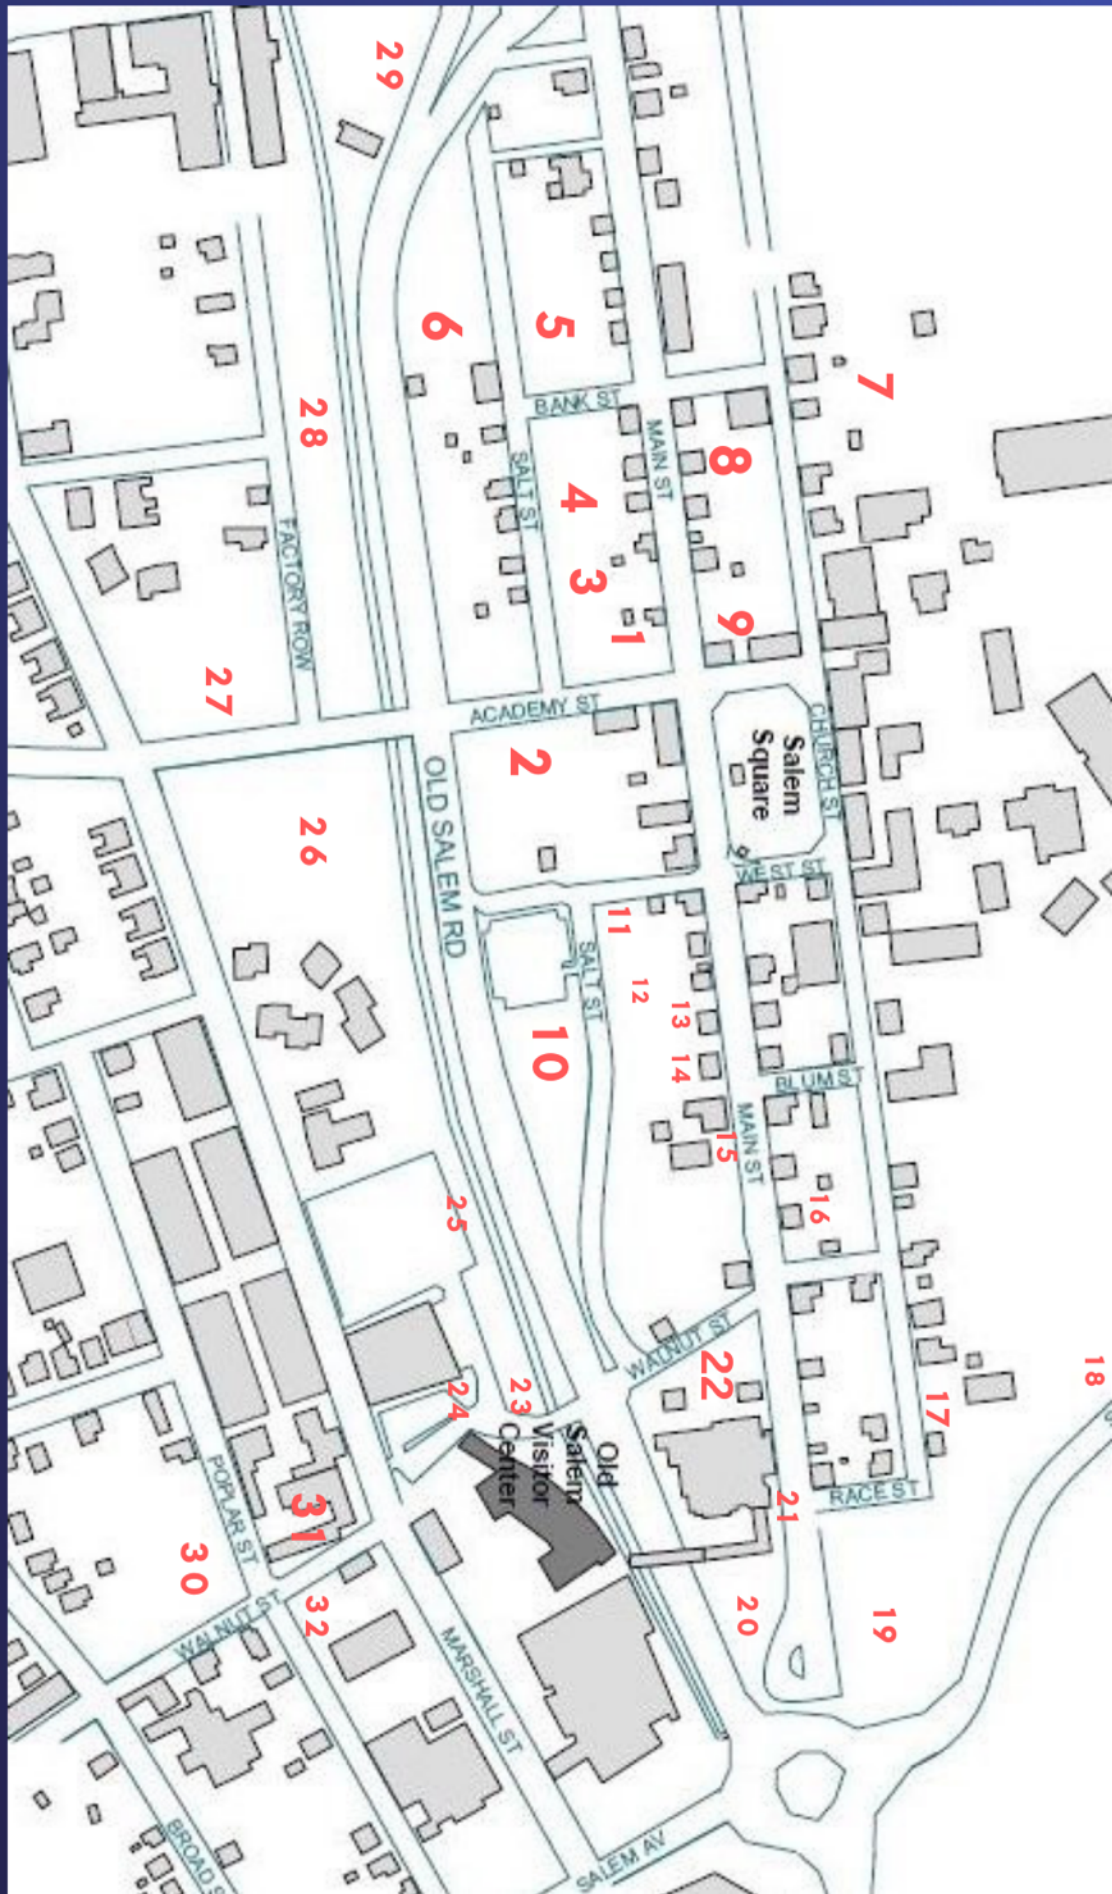 29
6
5
7
BANK ST
28
MAIN ST
8
SALT ST
4
3
FACTORY ROW
1
9
27
ACADEMY ST
2
CHURCH ST
Salem
Square
OLD SALEM RD
26
WEST ST
11
SALT ST
12
13
10
14
BLUM ST
MAIN ST
15
16
25
WALNUT ST
22
18
17
23
24
Old
Salem
Visitor
Center
POPLAR ST
31
21
RACE ST
30
WALNUT ST
32
20
19
MARSHALL ST
SALEM AV
BROAD S